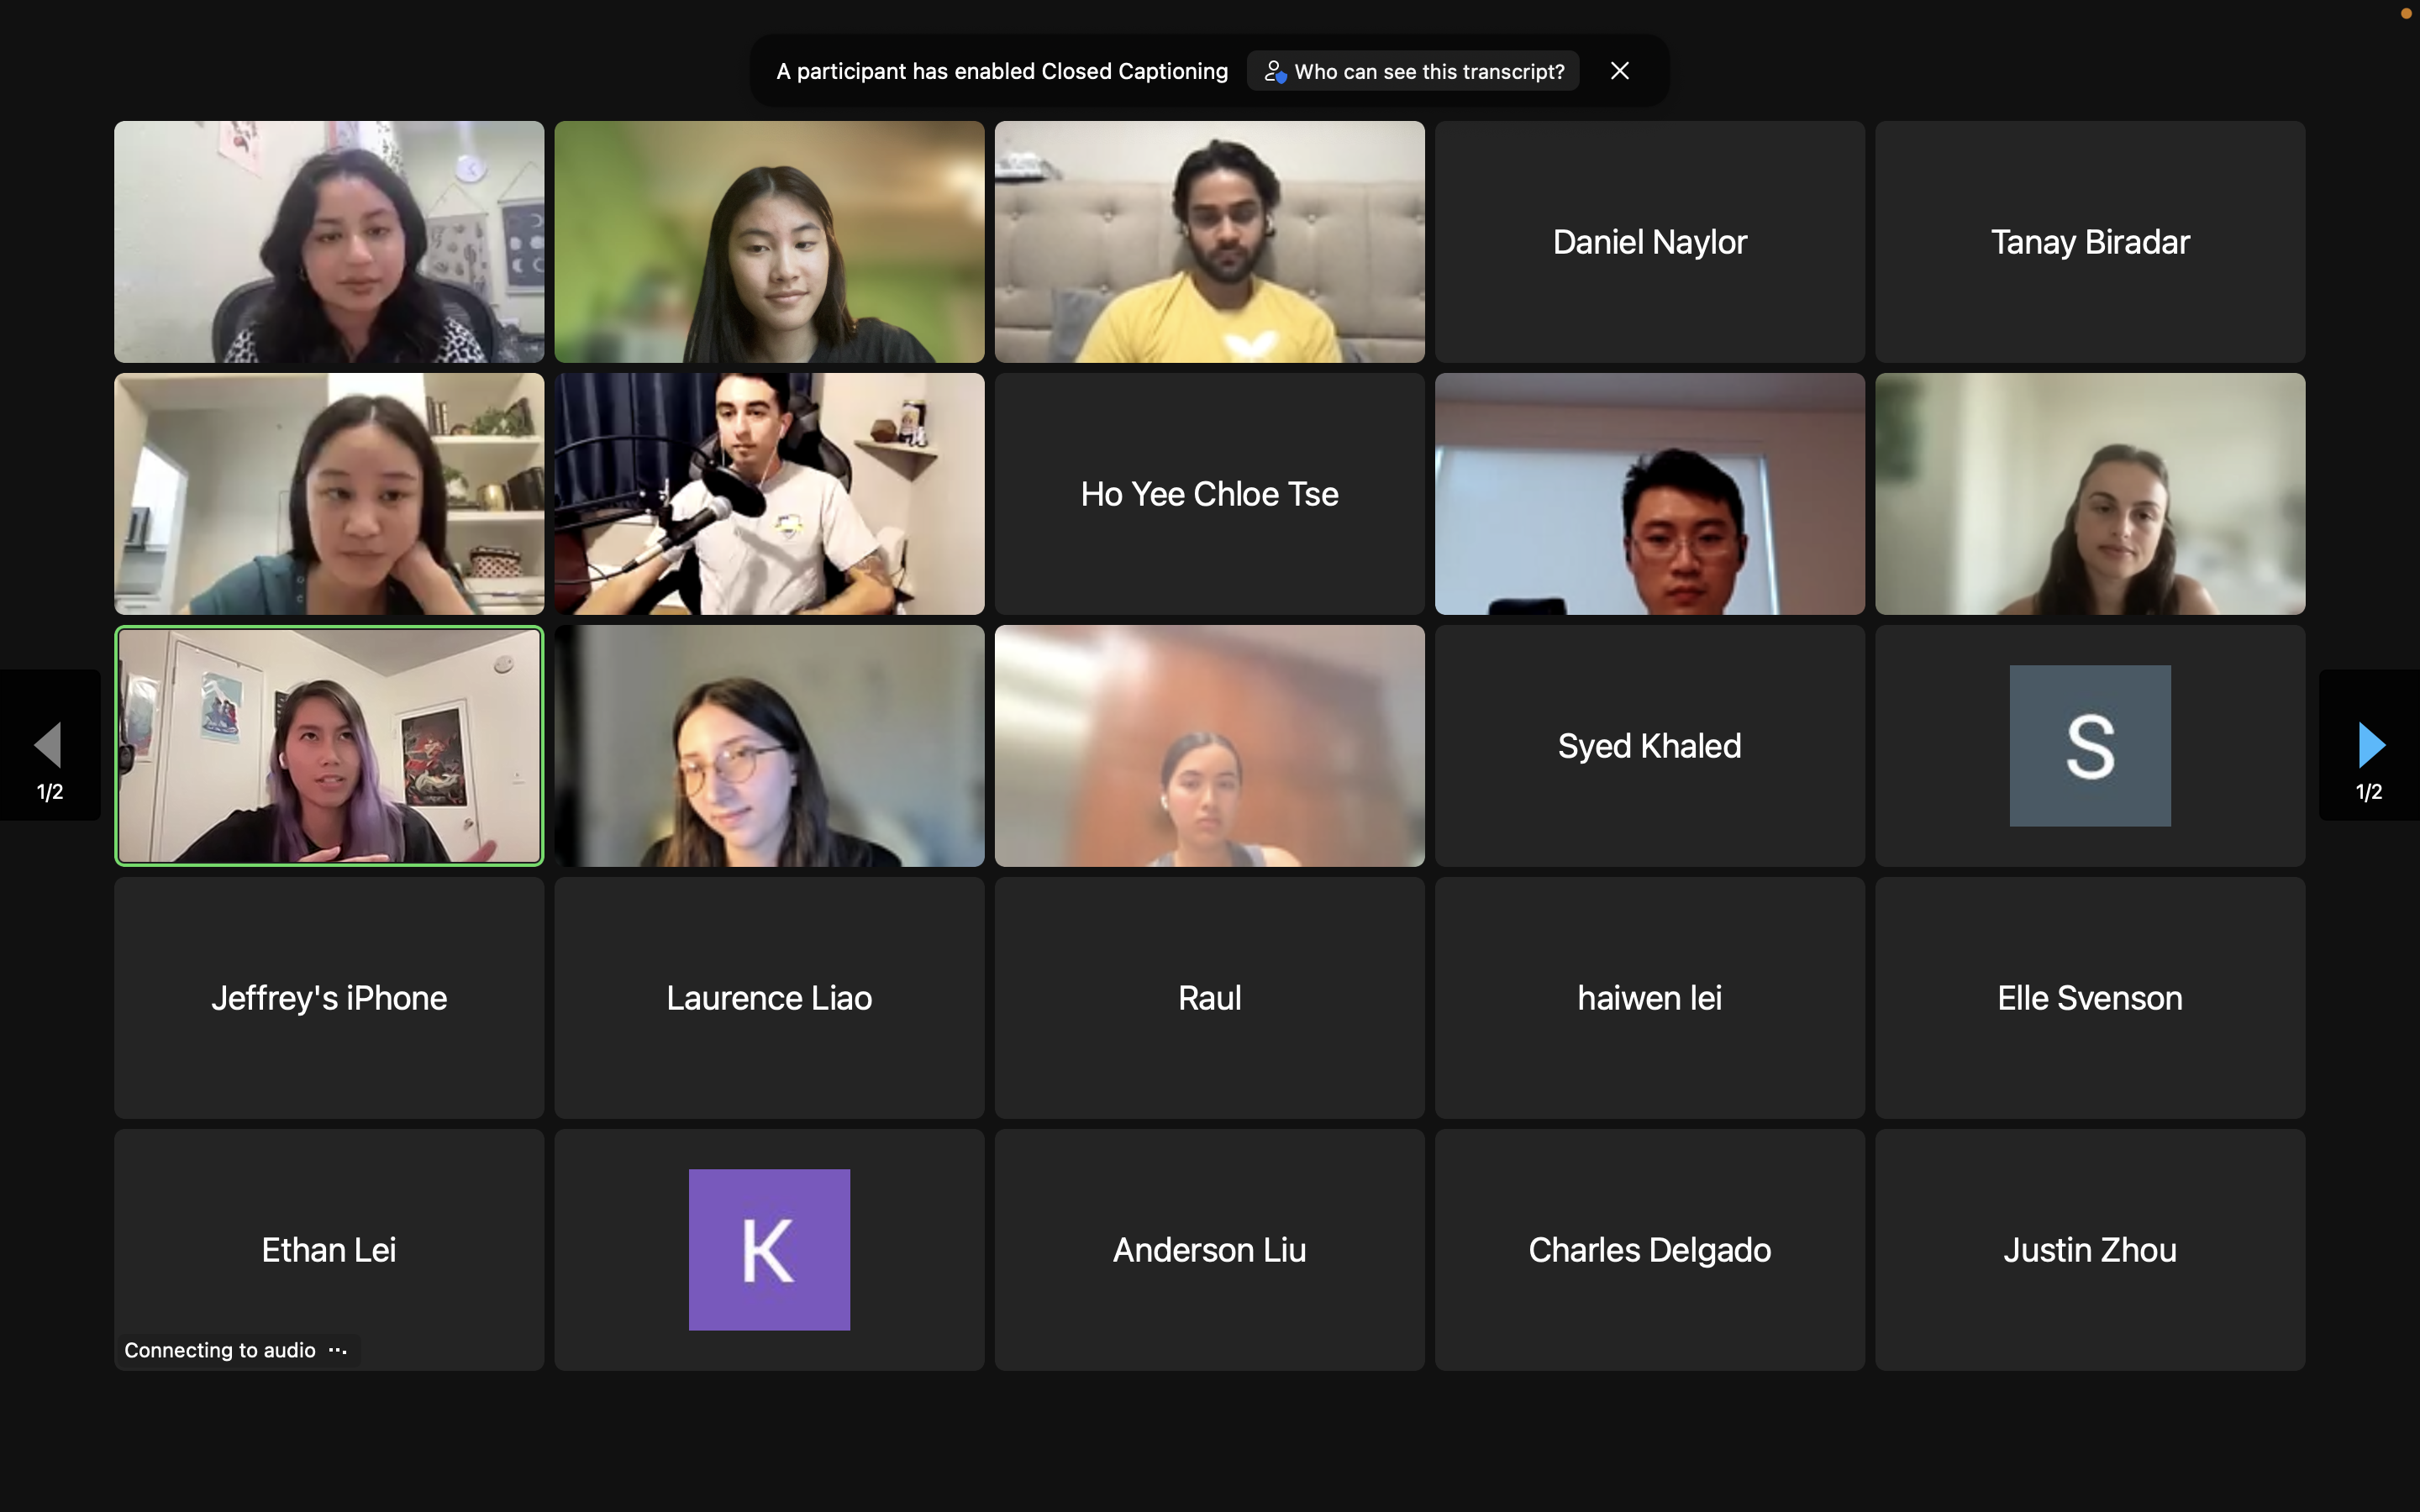 A participant has enabled Closed Captioning
Who can see this transcript?
Daniel Naylor
Tanay Biradar
Ho Yee Chloe Tse
Syed Khaled
S
1/2
1/2
Jeffrey's iPhone
Laurence Liao
Raul
haiwen lei
Elle Svenson
Ethan Lei
Connecting to audio
K
Anderson Liu
Charles Delgado
Justin Zhou